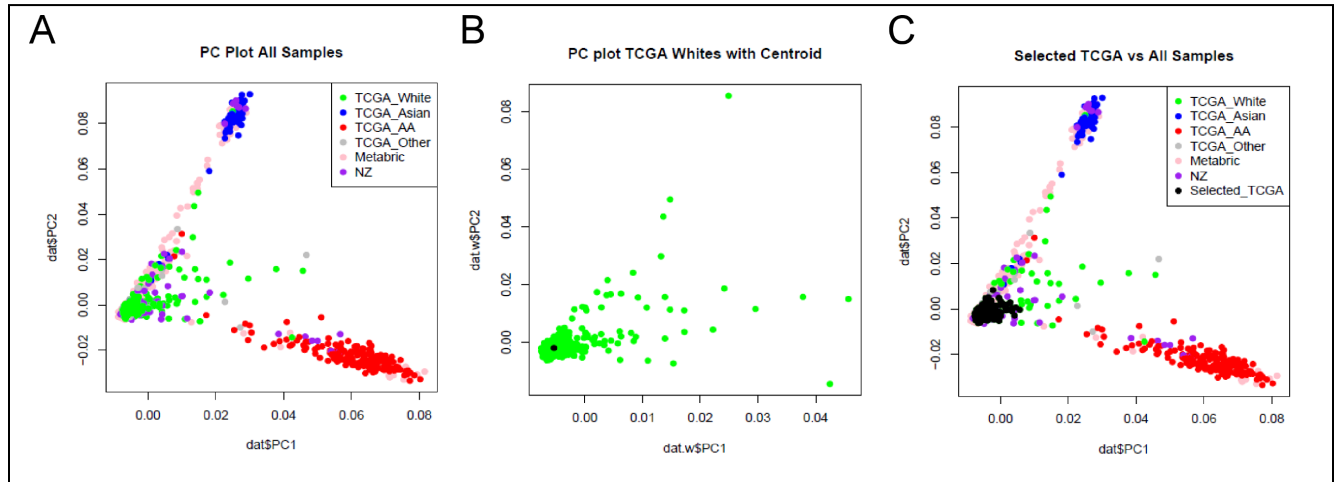 A
PC Plot All Samples
dat$PC2
0.08
0.06
0.04
0.02
0.00
−0.02
TCGA_White
TCGA_Asian
TCGA_AA
TCGA_Other
Metabric
NZ
0.00 0.02 0.04 0.06 0.08
dat$PC1
B
PC plot TCGA Whites with Centroid
dat.w$PC2
0.08
0.06
0.04
0.02
0.00
0.00 0.01 0.02 0.03 0.04
dat.w$PC1
C
Selected TCGA vs All Samples
dat$PC2
0.08
0.06
0.04
0.02
0.00
−0.02
TCGA_White
TCGA_Asian
TCGA_AA
TCGA_Other
Metabric
NZ
Selected_TCGA
0.00 0.02 0.04 0.06 0.08
dat$PC1